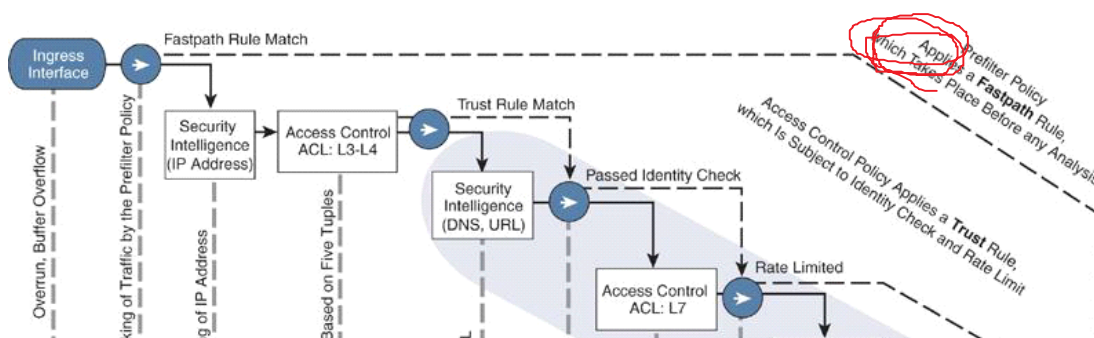 Ingress
Interface
Fastpath Rule Match
Prefilter Policy
Applies a Fastpath Rule,
which Takes Place Before any Analysis
Security
Intelligence
(IP Address)
Access Control
ACL: L3-L4
Trust Rule Match
Access Control Policy Applies a Trust Rule,
which Is Subject to Identity Check and Rate Limit
Security
Intelligence
(DNS, URL)
Passed Identity Check
Access Control
ACL: L7
Rate Limited
Overrun, Buffer Overflow
king of Traffic by the Prefilter Policy
g of IP Address
Based on Five Tuples